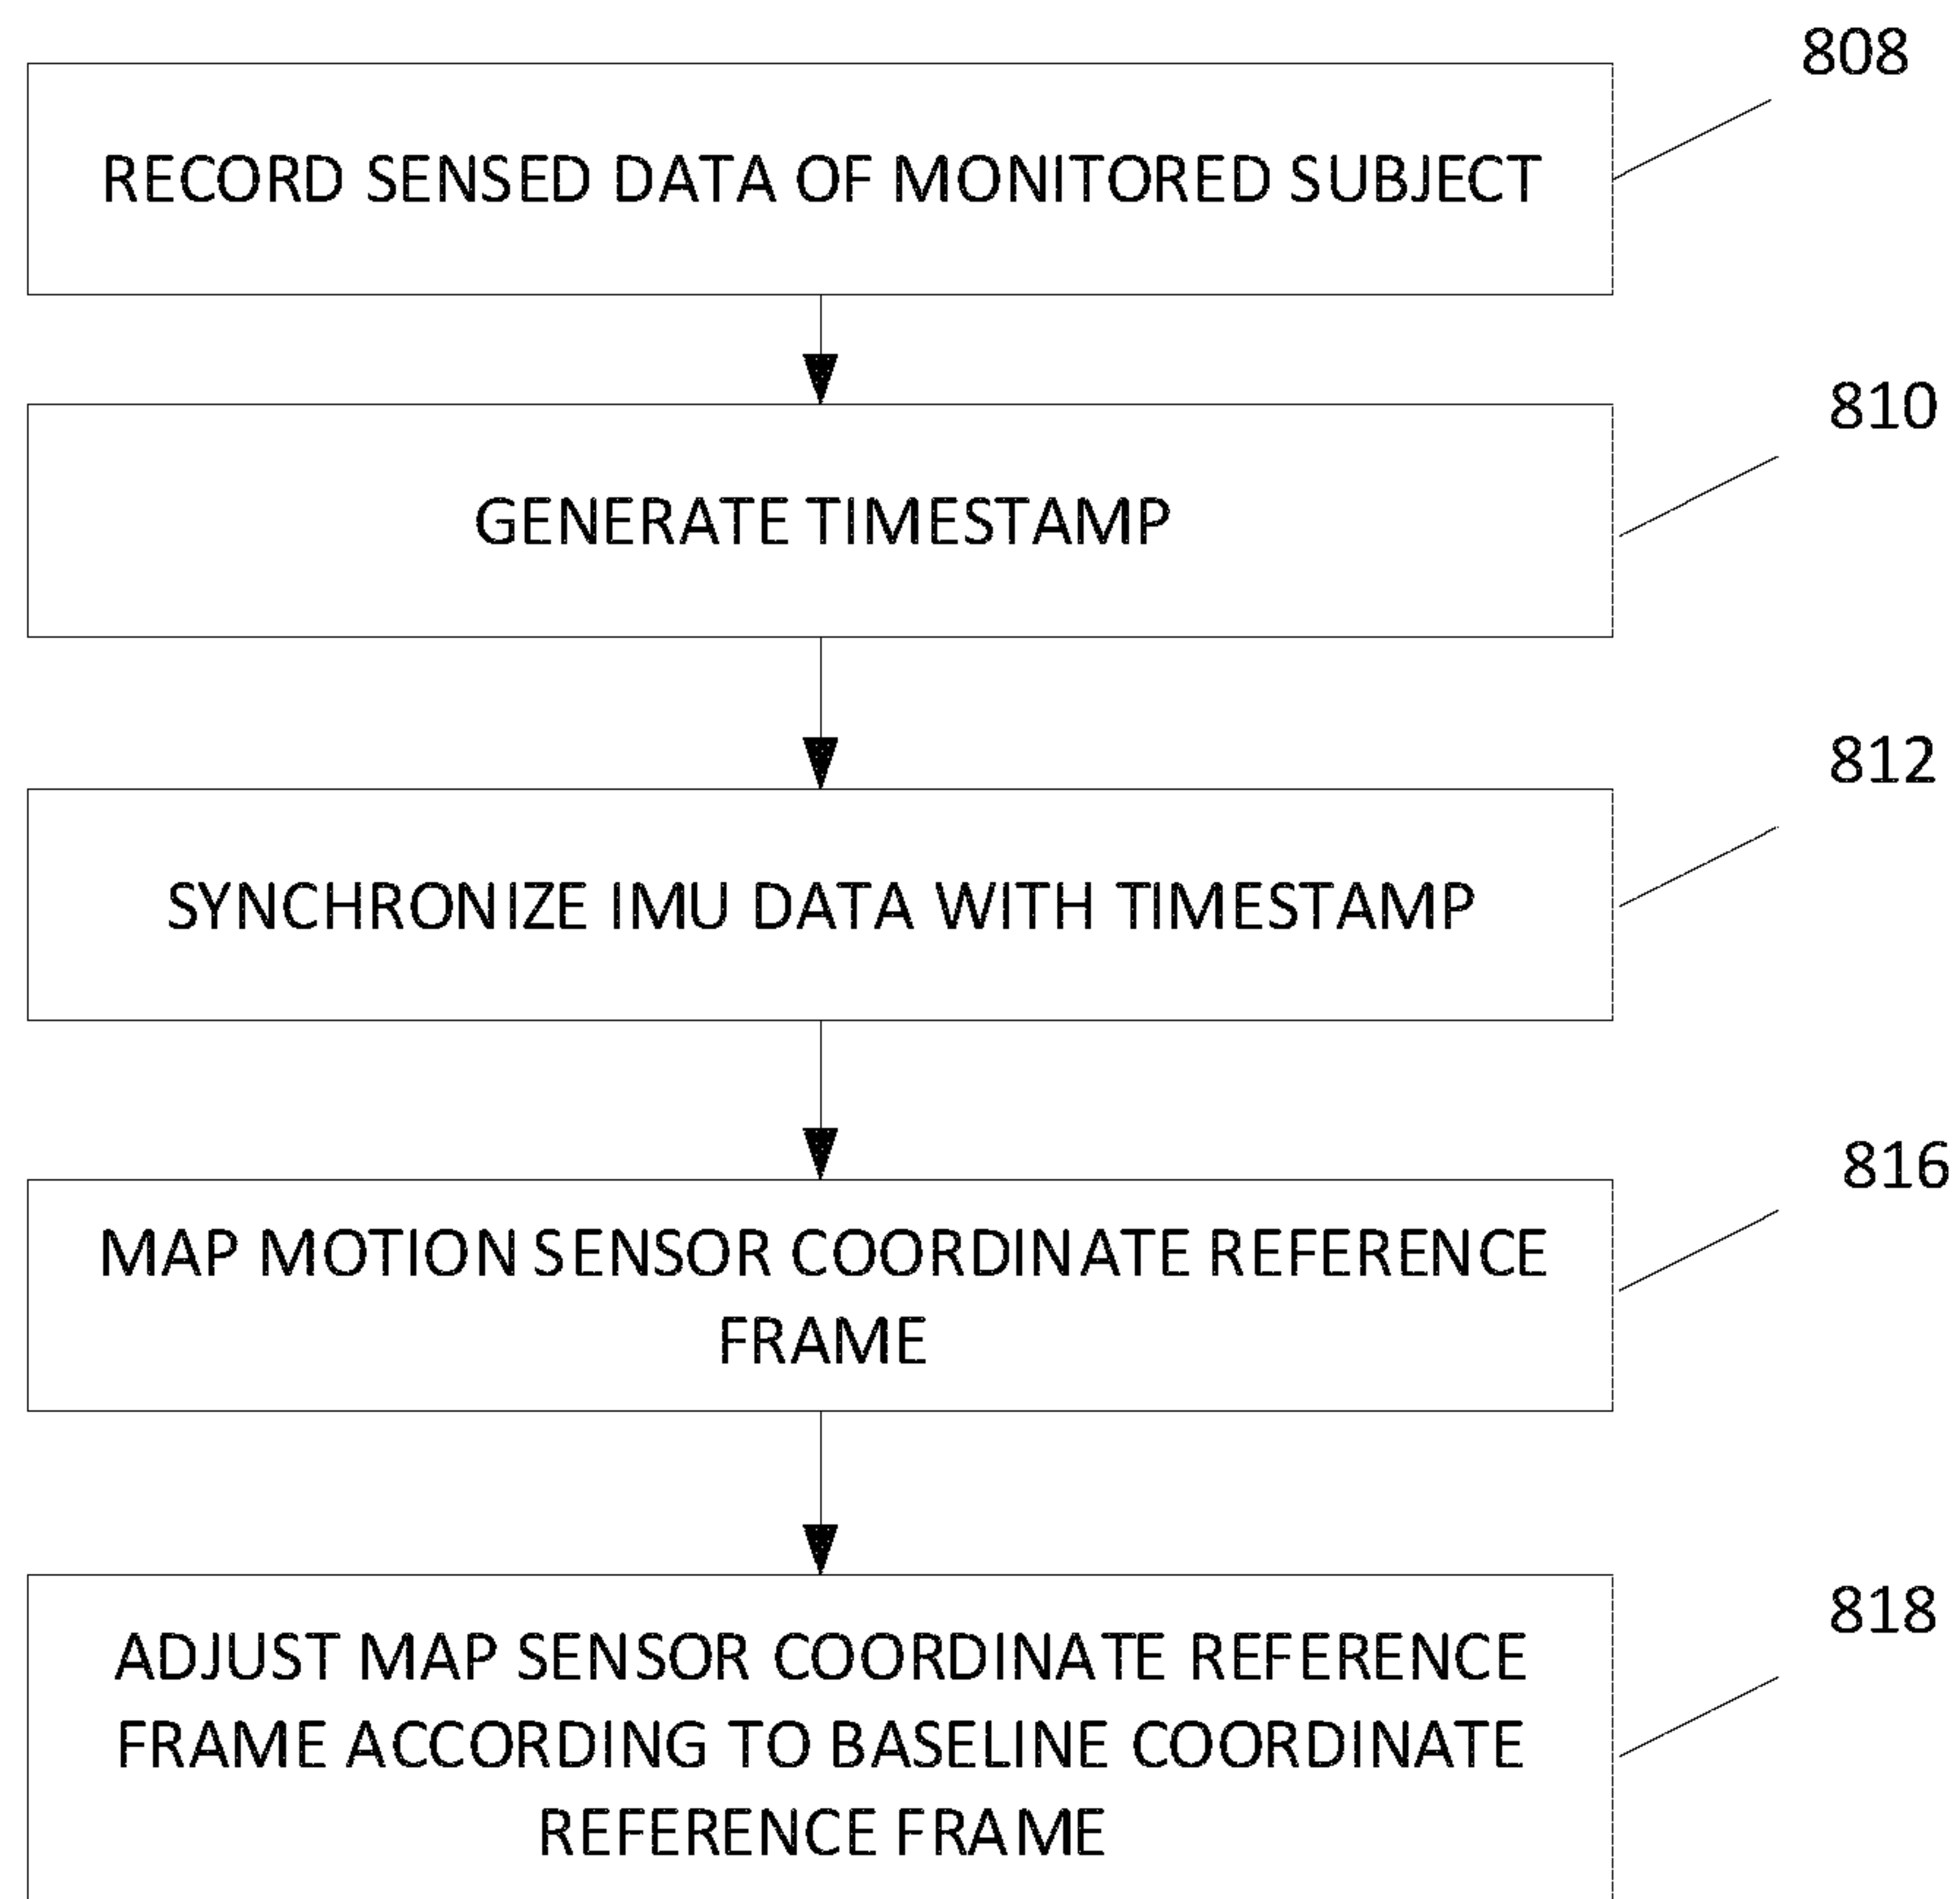 808
RECORD SENSED DATA OF MONITORED SUBJECT
810
GENERATE TIMESTAMP
812
SYNCHRONIZE IMU DATA WITH TIMESTAMP
816
MAP MOTION SENSOR COORDINATE REFERENCE
FRAME
818
ADJUST MAP SENSOR COORDINATE REFERENCE
FRAME ACCORDING TO BASELINE COORDINATE
REFERENCE FRAME